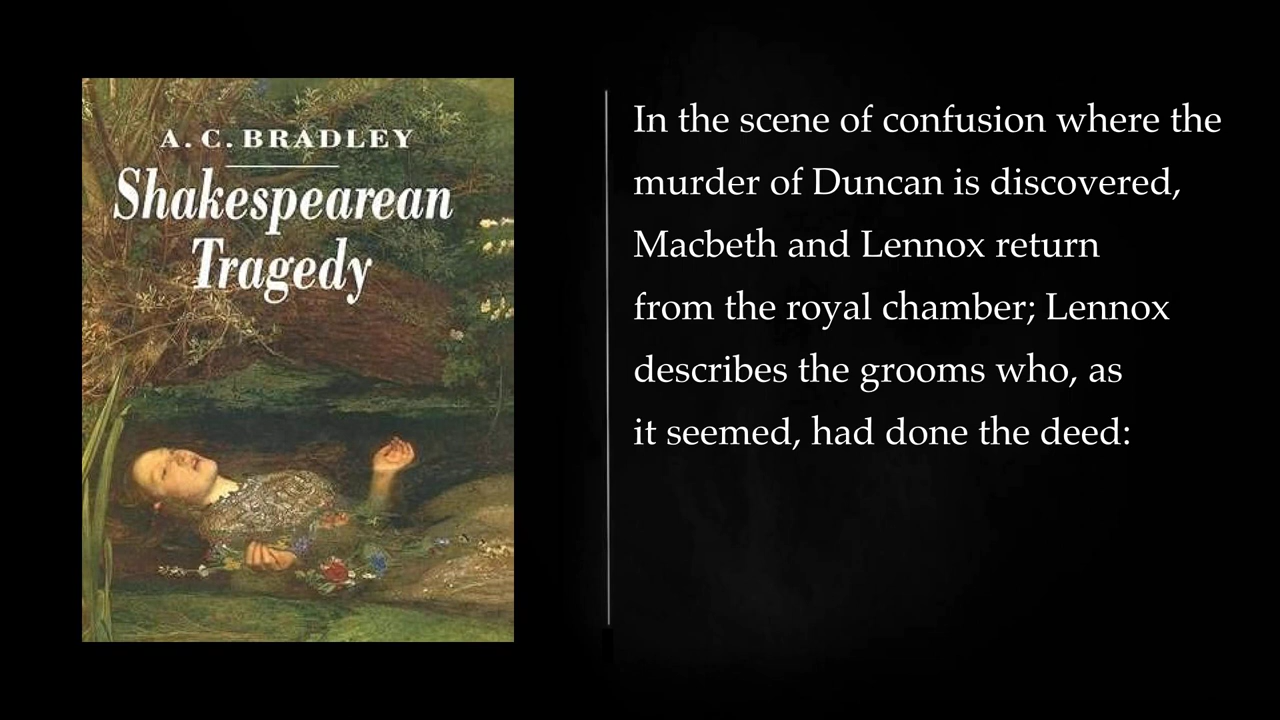 A. C. BRADLEY
Shakespearean
Tragedy
In the scene of confusion where the
murder of Duncan is discovered,
Macbeth and Lennox return
from the royal chamber; Lennox
describes the grooms who, as
it seemed, had done the deed: